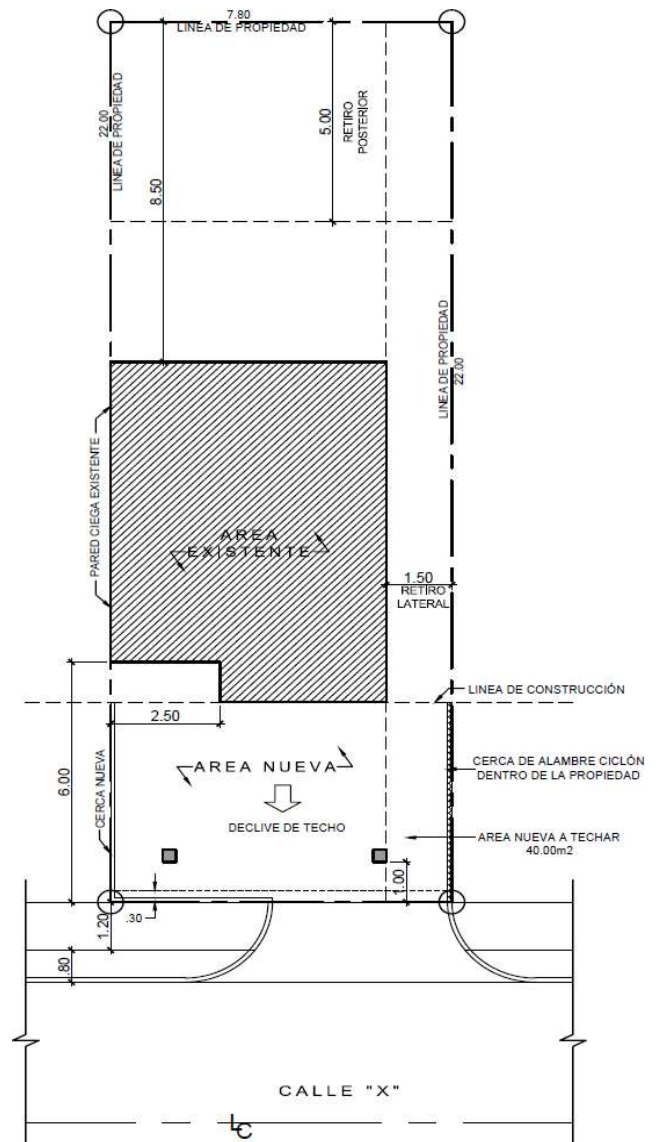 7.80
LINEA DE PROPIEDAD
22.00
LINEA DE PROPIEDAD
8.50
5.00
RETIRO
POSTERIOR
LINEA DE PROPIEDAD
22.00
PARED CIEGA EXISTENTE
AREA
EXISTENTE
1.50
RETIRO
LATERAL
LINEA DE CONSTRUCCIÓN
2.50
6.00
CERCA NUEVA
AREA NUEVA
DECLIVE DE TECHO
CERCA DE ALAMBRE CICLÓN
DENTRO DE LA PROPIEDAD
AREA NUEVA A TECHAR
40.00m2
1.00
.30
1.20
.80
CALLE "X"
LC